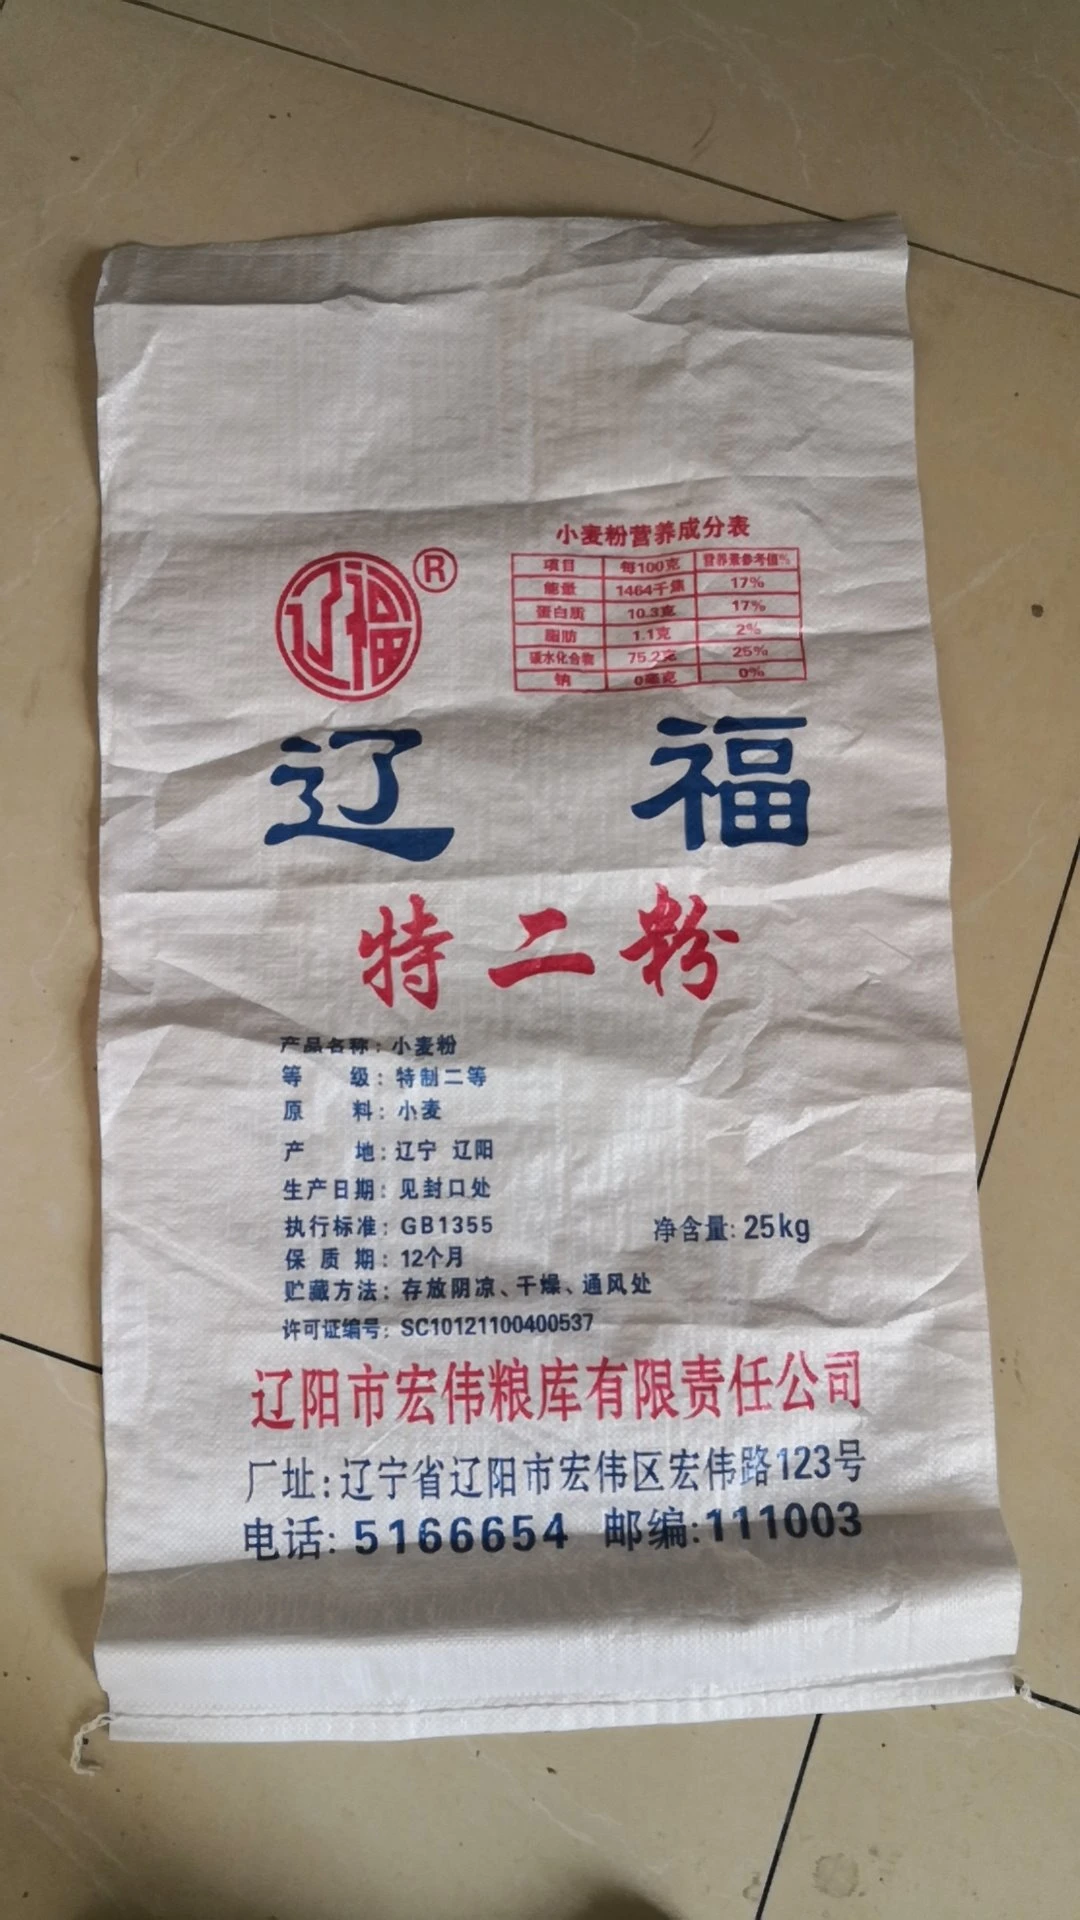 辽福®
小麦粉营养成分表
项目 每100克 营养素参考值%
能量 1464千焦 17%
蛋白质 10.3克 17%
脂肪 1.1克 2%
碳水化合物 75.2克 25%
钠 0毫克 0%
辽福
特二粉
产品名称：小麦粉
等级：特制二等
原料：小麦
产地：辽宁 辽阳
生产日期：见封口处
执行标准：GB1355
净含量：25kg
保质期：12个月
贮藏方法：存放阴凉、干燥、通风处
许可证编号：SC10121100400537
辽阳市宏伟粮库有限责任公司
厂址：辽宁省辽阳市宏伟区宏伟路123号
电话：5166654 邮编：111003